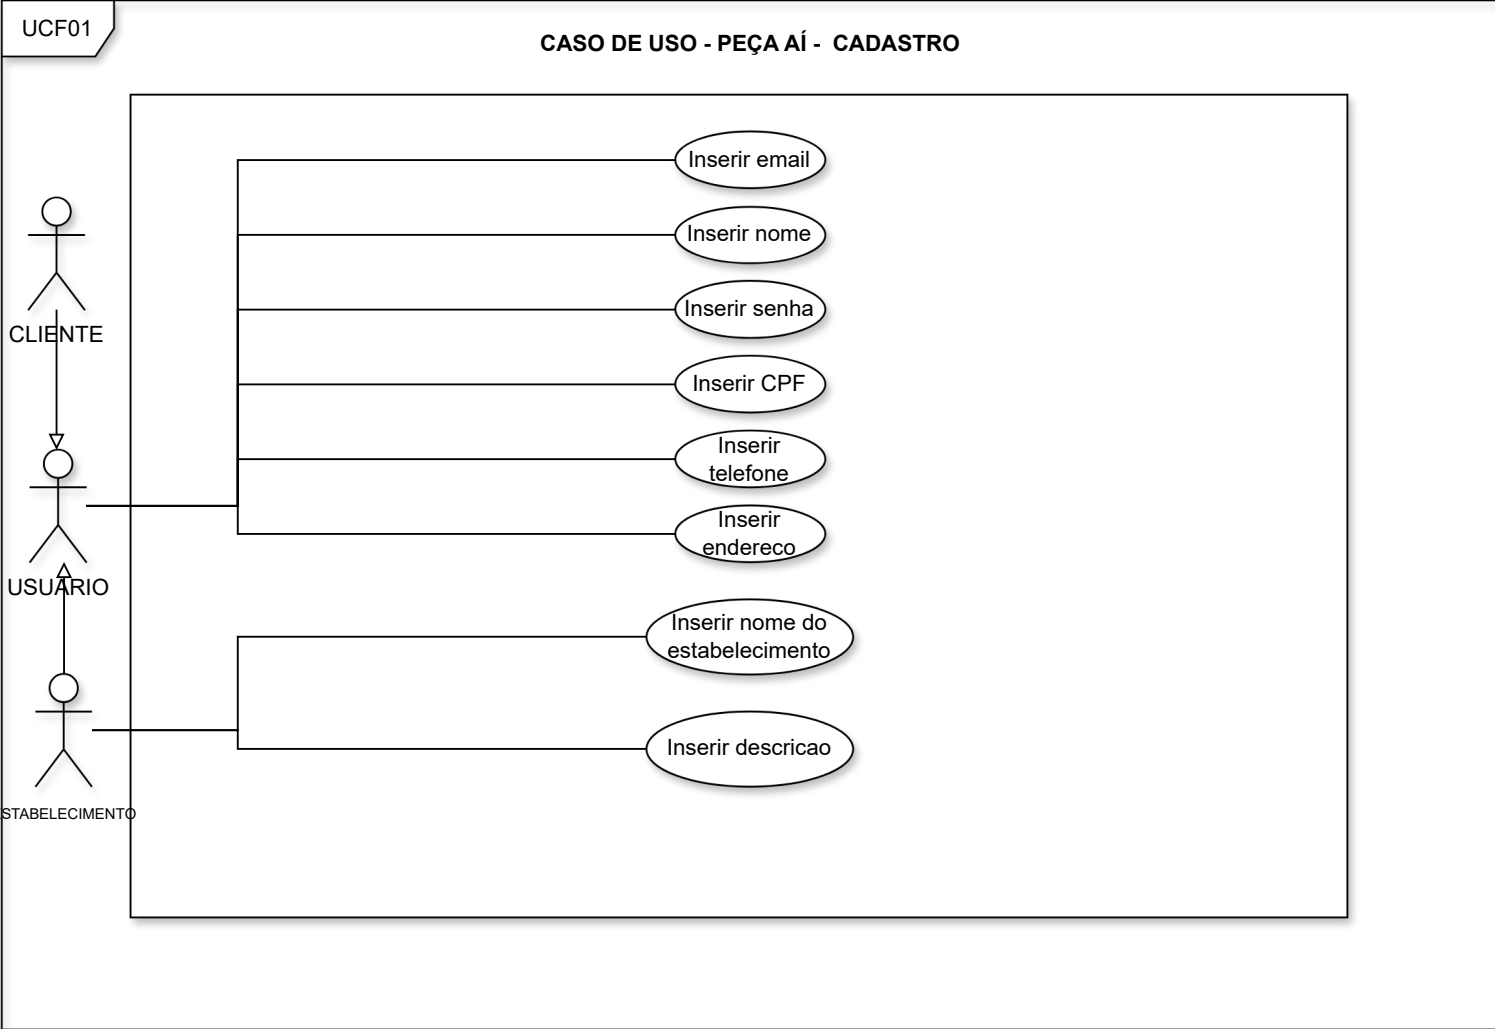 UCF01
CASO DE USO - PEÇA AÍ - CADASTRO
Inserir email
Inserir nome
Inserir senha
CLIENTE
Inserir CPF
Inserir
telefone
Inserir
endereco
USUÁRIO
Inserir nome do
estabelecimento
Inserir descricao
STABELECIMENTO